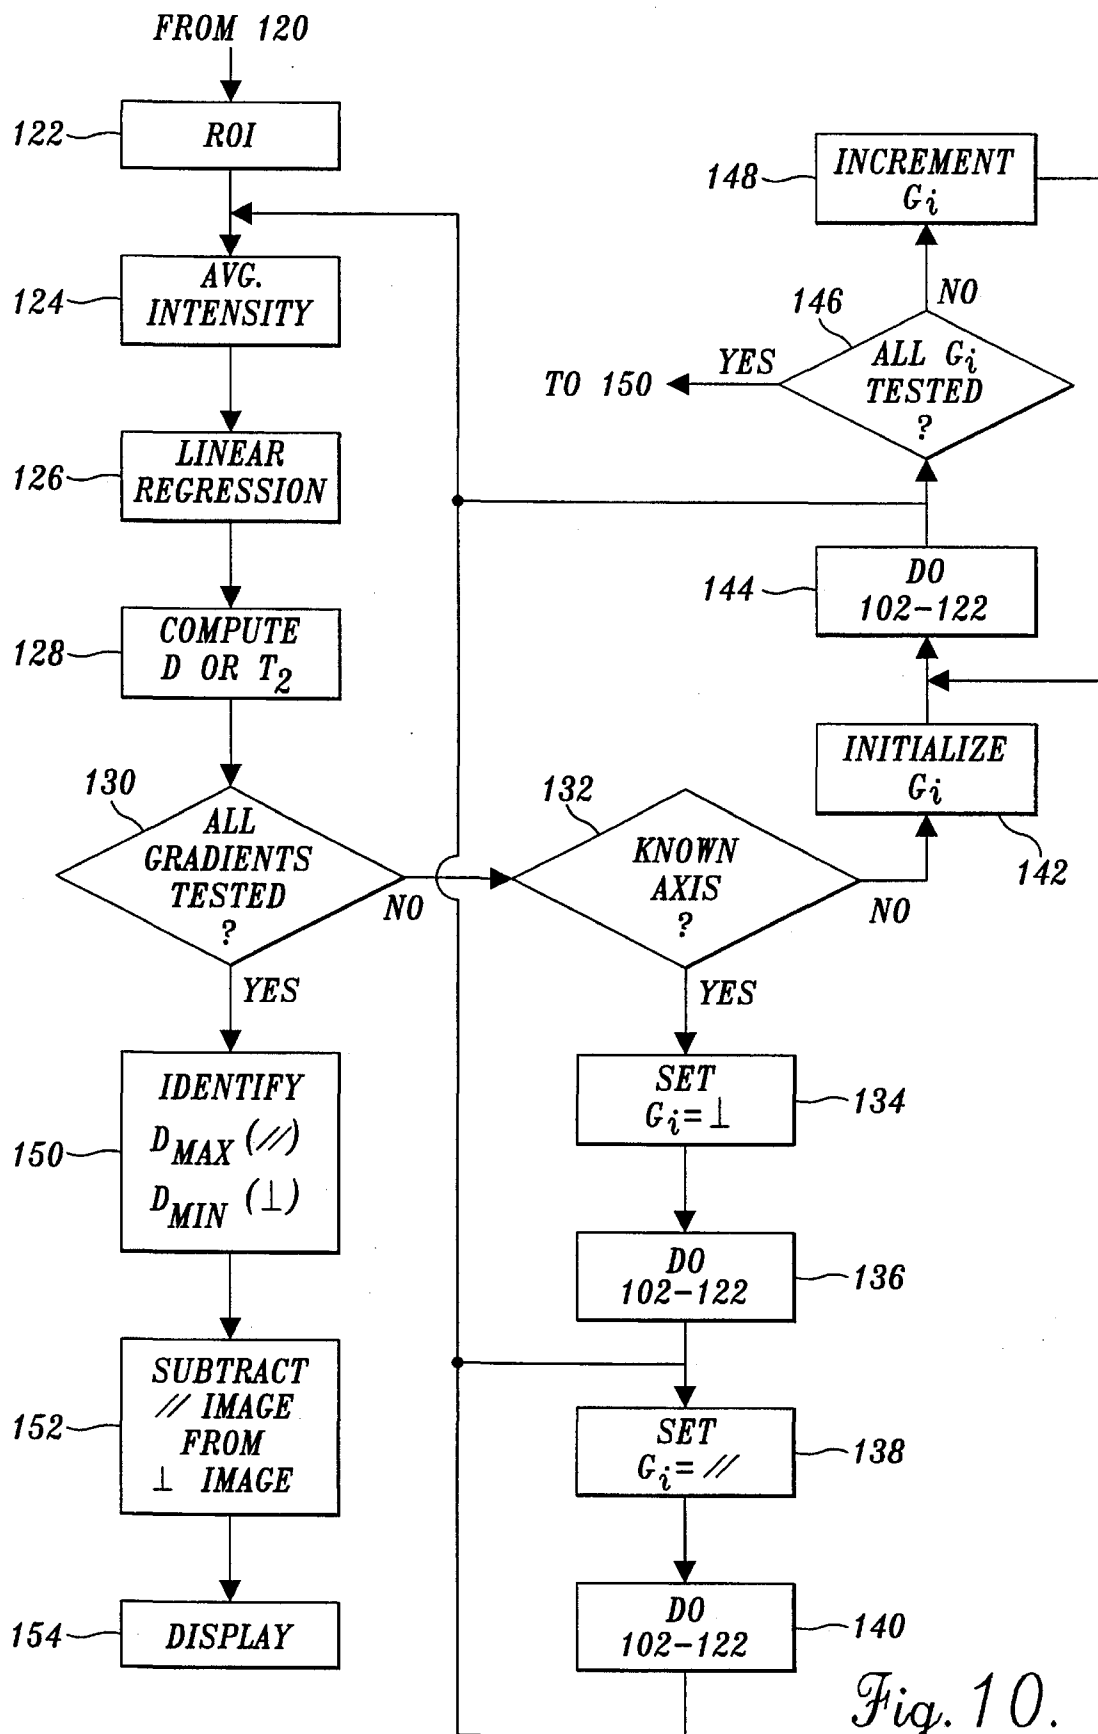 FROM 120
122
ROI
124
AVG.
INTENSITY
126
LINEAR
REGRESSION
128
COMPUTE
D OR T2
130
ALL
GRADIENTS
TESTED
?
NO
YES
150
IDENTIFY
DMAX (//)
DMIN (⊥)
152
SUBTRACT
// IMAGE
FROM
⊥ IMAGE
154
DISPLAY
132
KNOWN
AXIS
?
NO
YES
SET
Gi=⊥
134
DO
102-122
136
SET
Gi=//
138
DO
102-122
140
148
INCREMENT
Gi
NO
146
ALL Gi
TESTED
?
YES
TO 150
144
DO
102-122
INITIALIZE
Gi
142
Fig. 10.